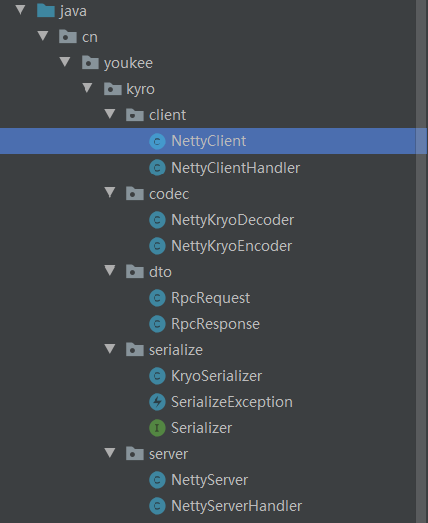 java
cn
youkee
kyro
client
C NettyClient
C NettyClientHandler
codec
C NettyKryoDecoder
C NettyKryoEncoder
dto
C RpcRequest
C RpcResponse
serialize
C KryoSerializer
SerializeException
I Serializer
server
C NettyServer
C NettyServerHandler